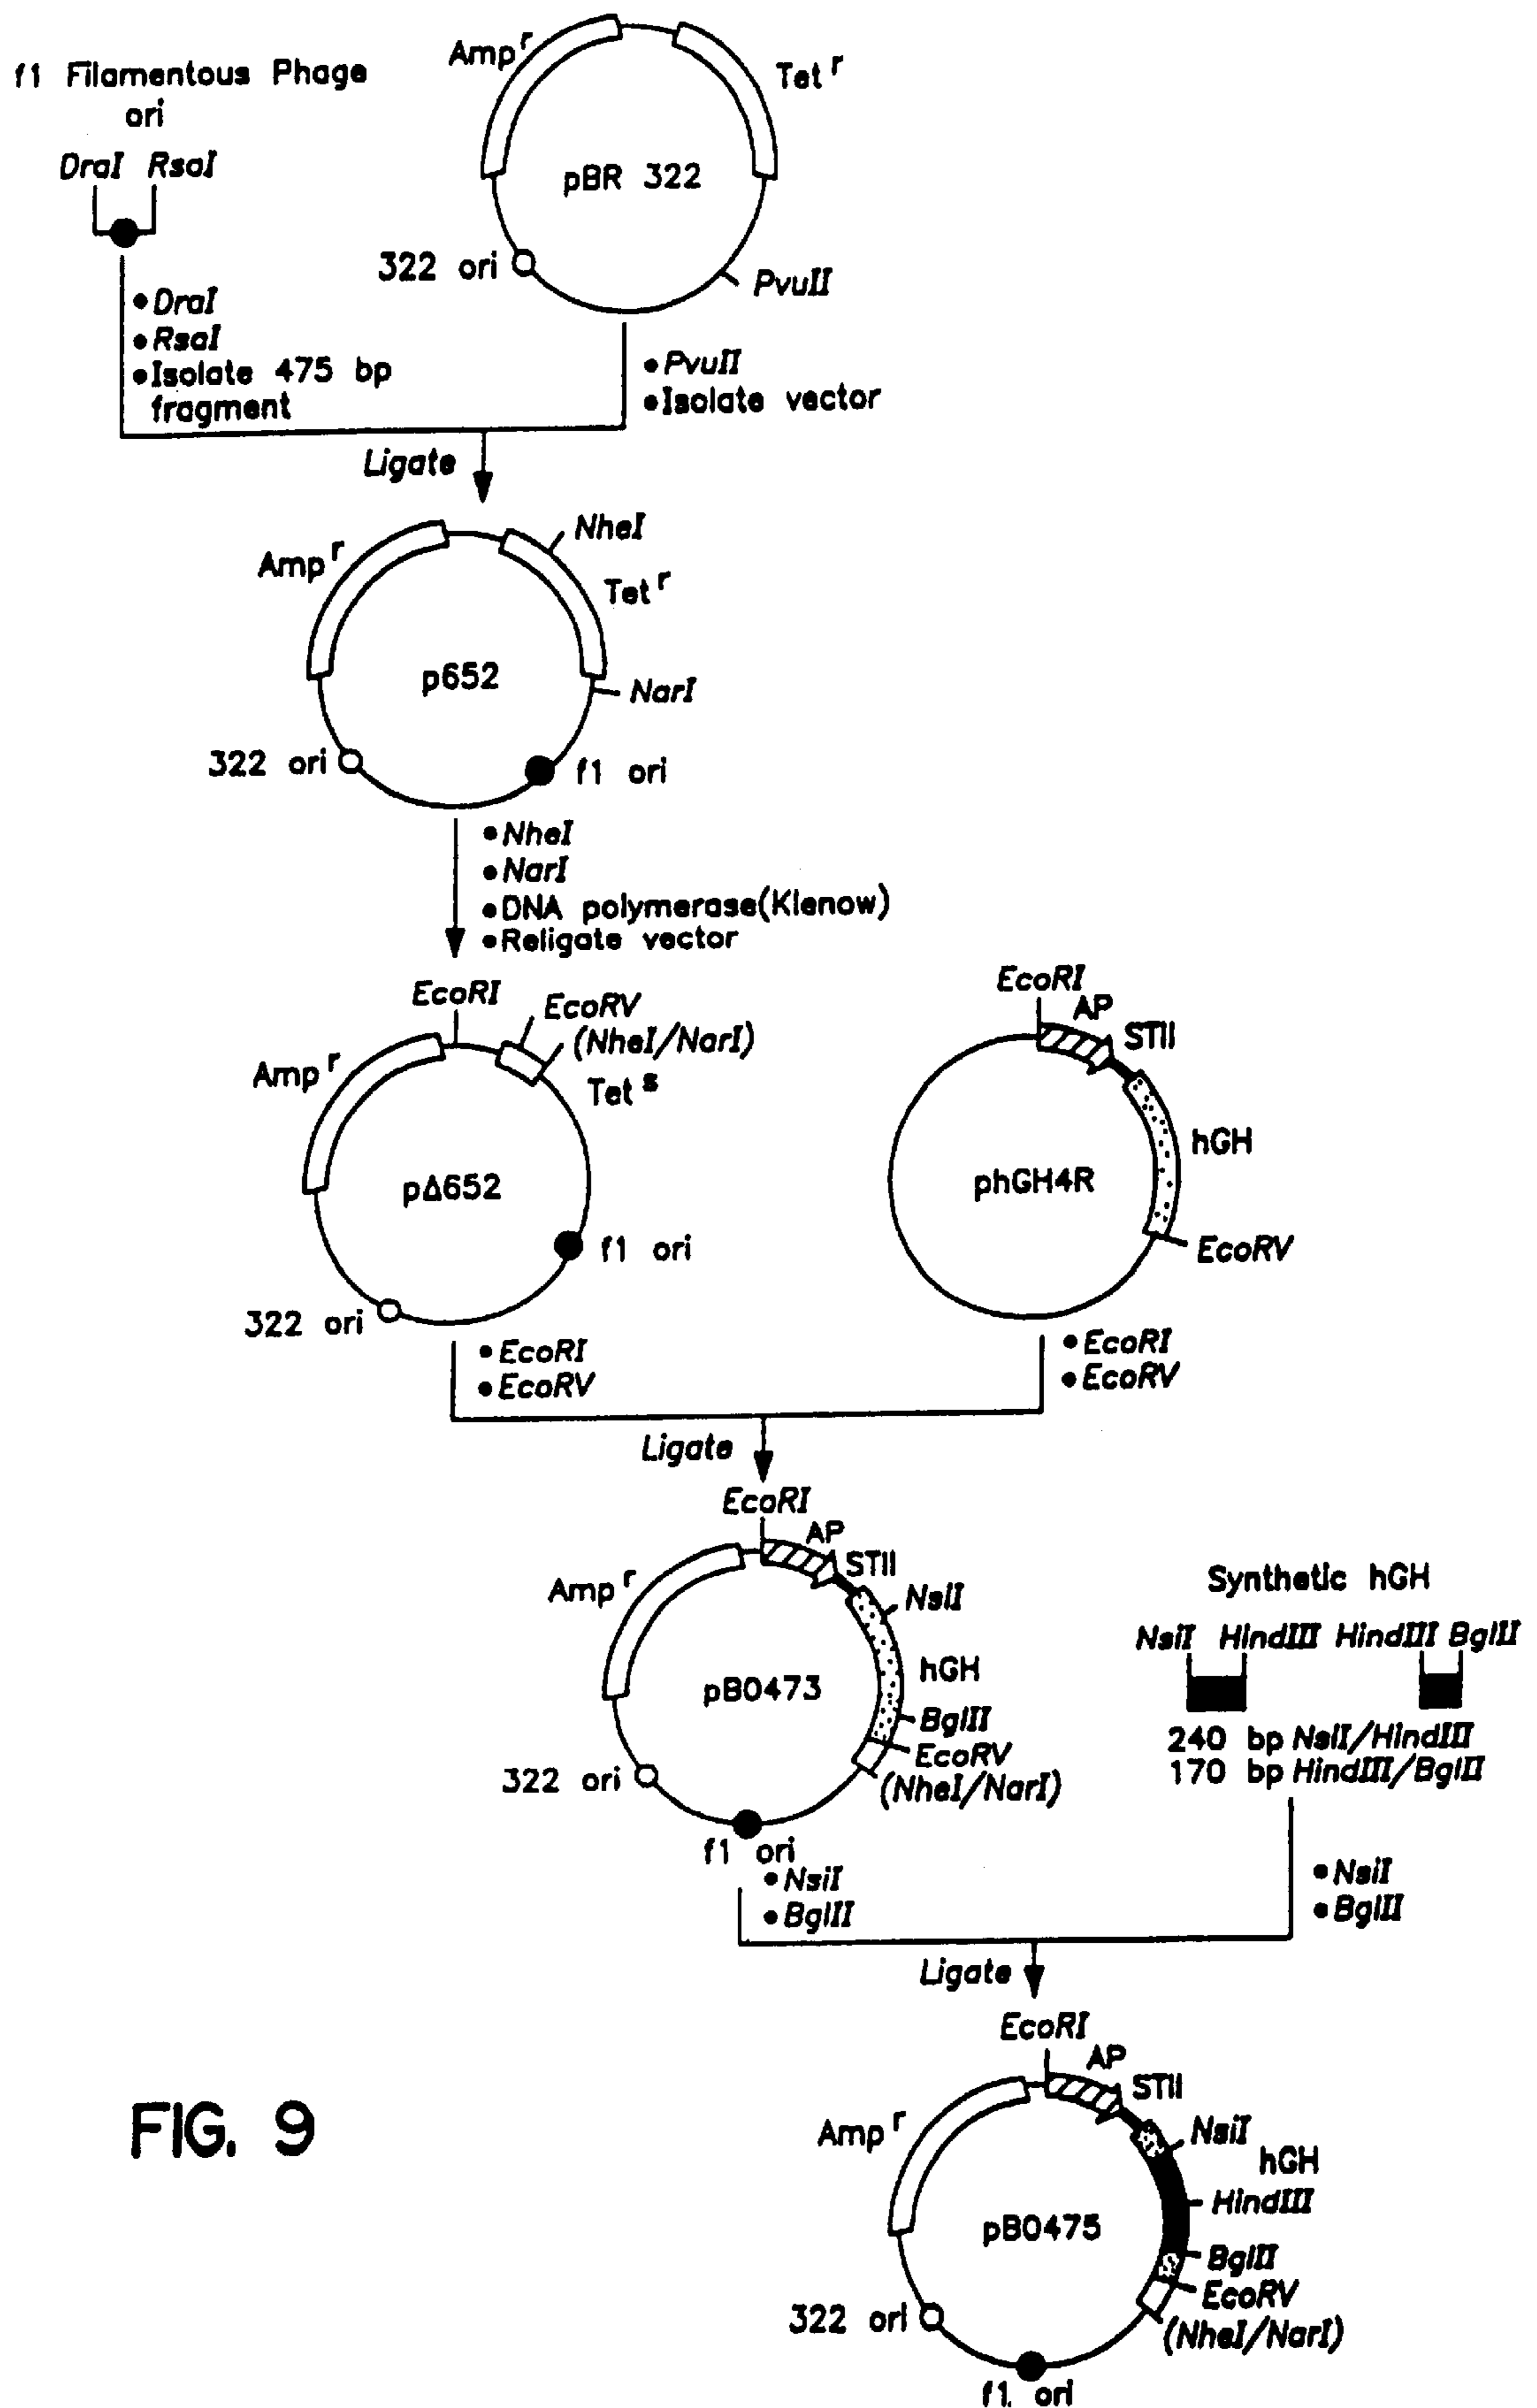 f1 Filamentous Phage
ori
DraI RsaI
• DraI
• RsaI
• Isolate 475 bp
fragment
Amp r
Tet r
pBR 322
322 ori
PvuII
• PvuII
• Isolate vector
Ligate
Amp r
NheI
Tet r
p652
NarI
322 ori
f1 ori
• NheI
• NarI
• DNA polymerase(Klenow)
• Religate vector
EcoRI
EcoRV
(NheI/NarI)
Amp r
Tet s
pΔ652
f1 ori
322 ori
• EcoRI
• EcoRV
EcoRI
AP
STII
hGH
phGH4R
EcoRV
• EcoRI
• EcoRV
Ligate
EcoRI
AP
STII
Amp r
NsiI
hGH
pB0473
BglII
EcoRV
(NheI/NarI)
322 ori
f1 ori
• NsiI
• BglII
Synthetic hGH
NsiI HindIII HindIII BglII
240 bp NsiI/HindIII
170 bp HindIII/BglII
• NsiI
• BglII
Ligate
EcoRI
AP
STII
Amp r
NsiI
hGH
HindIII
pB0475
BglII
EcoRV
(NheI/NarI)
322 ori
f1. ori
FIG. 9